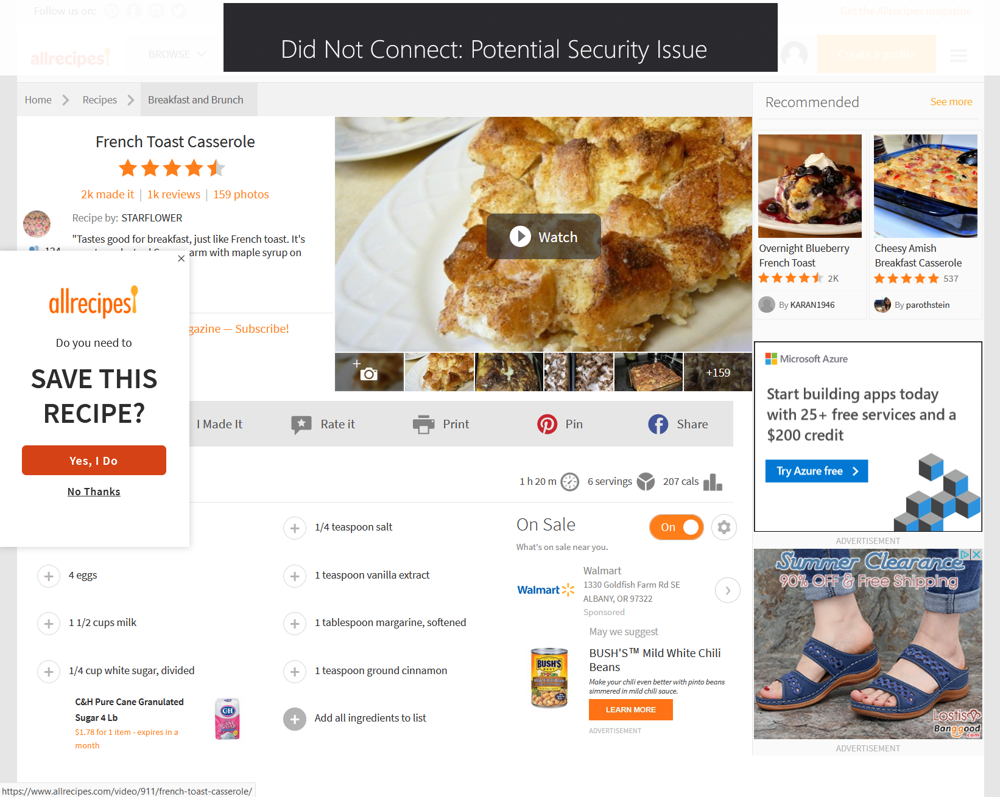 Follow us on:
Get the Allrecipes magazine
allrecipes
BROWSE
Did Not Connect: Potential Security Issue
Create a profile
Home
Recipes
Breakfast and Brunch
Recommended
See more
French Toast Casserole
2k made it | 1k reviews | 159 photos
Recipe by: STARFLOWER
"Tastes good for breakfast, just like French toast. It's
arm with maple syrup on
gazine — Subscribe!
Watch
+159
Overnight Blueberry
French Toast
2K
By KARAN1946
Cheesy Amish
Breakfast Casserole
537
By parothstein
allrecipes
Do you need to
SAVE THIS
RECIPE?
Yes, I Do
No Thanks
I Made It
Rate it
Print
Pin
Share
Microsoft Azure
Start building apps today
with 25+ free services and a
$200 credit
Try Azure free
ADVERTISEMENT
1 h 20 m
6 servings
207 cals
4 eggs
1 1/2 cups milk
1/4 cup white sugar, divided
C&H Pure Cane Granulated
Sugar 4 Lb
$1.78 for 1 item - expires in a
month
C&H
1/4 teaspoon salt
1 teaspoon vanilla extract
1 tablespoon margarine, softened
1 teaspoon ground cinnamon
Add all ingredients to list
On Sale
On
What's on sale near you.
Walmart
Walmart
1330 Goldfish Farm Rd SE
ALBANY, OR 97322
Sponsored
May we suggest
BUSH'S
BEST
White Chili Beans
BUSH'S™ Mild White Chili
Beans
Make your chili even better with pinto beans
simmered in mild chili sauce.
LEARN MORE
ADVERTISEMENT
Summer Clearance
90% OFF & Free Shipping
Banggood
.com
ADVERTISEMENT
https://www.allrecipes.com/video/911/french-toast-casserole/